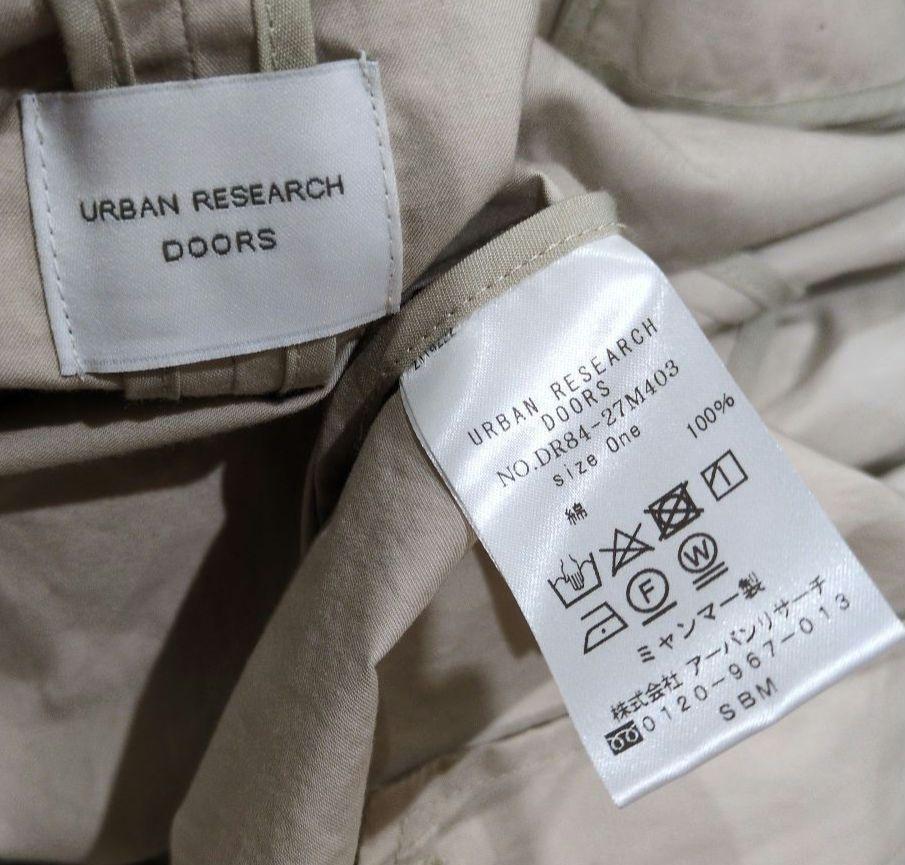 URBAN RESEARCH
DOORS
URBAN RESEARCH
DOORS
NO.DR84-27M403
size One
綿 100%
F W
ミャンマー製
株式会社 アーバンリサーチ
0120-967-013
SBM